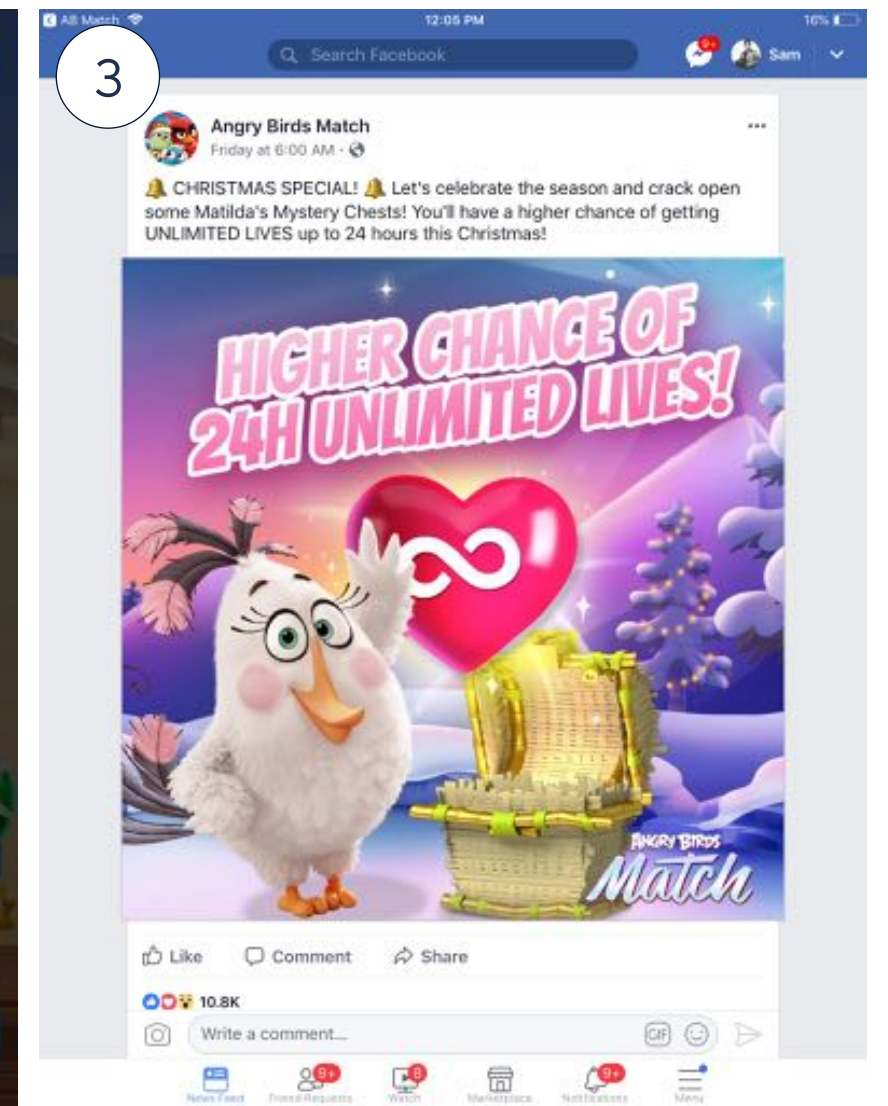 AB Match
12:05 PM
16%
3
Search Facebook
9+
Sam
Angry Birds Match
Friday at 6:00 AM ·
CHRISTMAS SPECIAL! Let's celebrate the season and crack open
some Matilda's Mystery Chests! You'll have a higher chance of getting
UNLIMITED LIVES up to 24 hours this Christmas!
HIGHER CHANCE OF
24H UNLIMITED LIVES!
ANGRY BIRDS
Match
Like Comment Share
10.8K
Write a comment...
GIF
9+ 8 9+
News Feed Friend Requests Watch Marketplace Notifications Menu